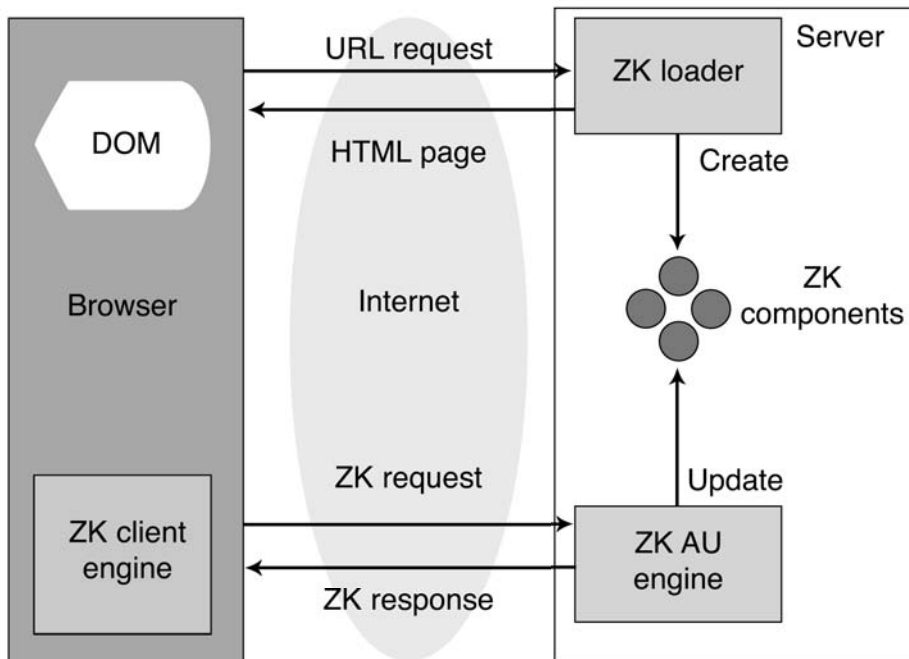 URL request
Server
ZK loader
DOM
HTML page
Create
Browser
Internet
ZK
components
ZK request
Update
ZK client
engine
ZK AU
engine
ZK response